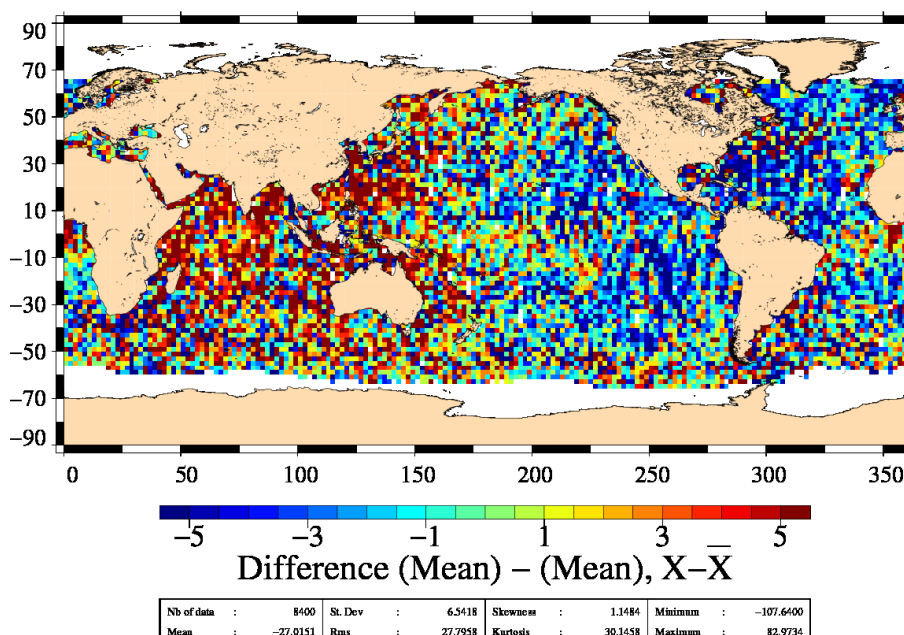 90
70
50
30
10
−10
−30
−50
−70
−90
0 50 100 150 200 250 300 350
−5 −3 −1 1 3 5
Difference (Mean) − (Mean), X−X̅
Nb of data : 8400 St. Dev : 6.5418 Skewness : 1.1484 Minimum : −107.6400
Mean : −27.0151 Rms : 27.7958 Kurtosis : 30.1458 Maximum : 82.9734